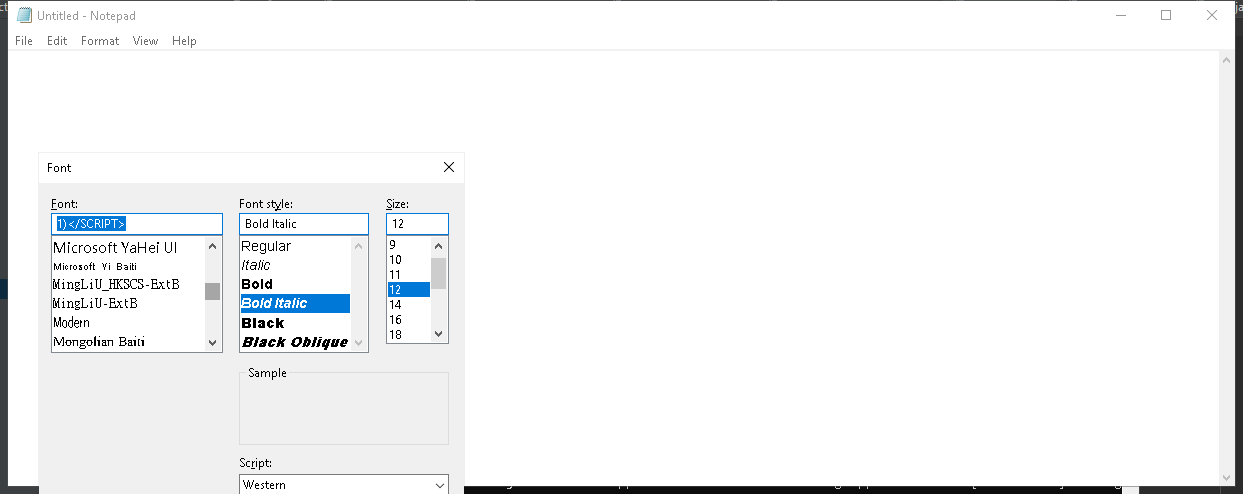 Untitled - Notepad
File Edit Format View Help
Font
Font: Font style: Size:
1)</SCRIPT> Bold Italic 12
Microsoft YaHei UI Regular 9
Microsoft Yi Baiti Italic 10
MingLiU_HKSCS-ExtB Bold 11
MingLiU-ExtB Bold Italic 12
Modern Black 14
Mongolian Baiti Black Oblique 16
18
Sample
Script:
Western